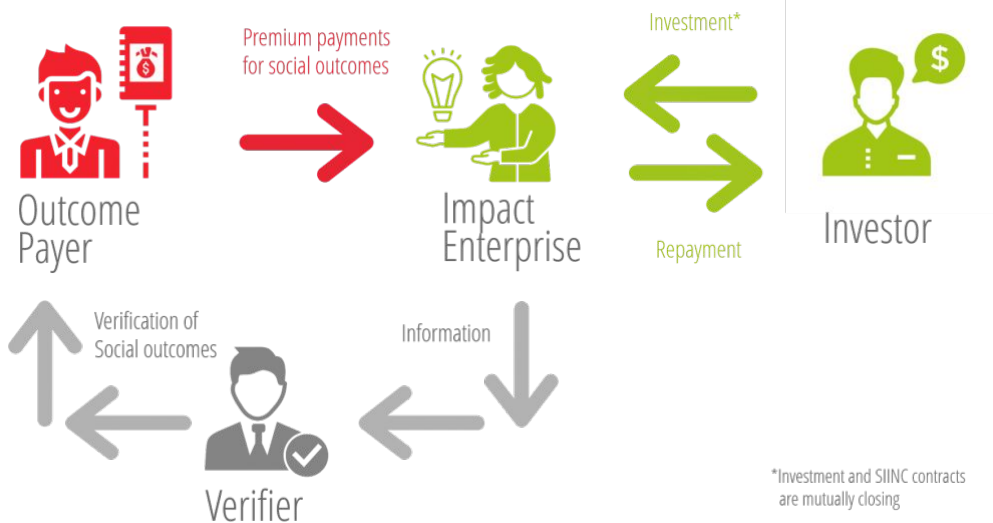 Premium payments
for social outcomes
Investment*
$
Outcome
Payer
Impact
Enterprise
Investor
Repayment
Verification of
Social outcomes
Information
Verifier
*Investment and SIINC contracts
are mutually closing